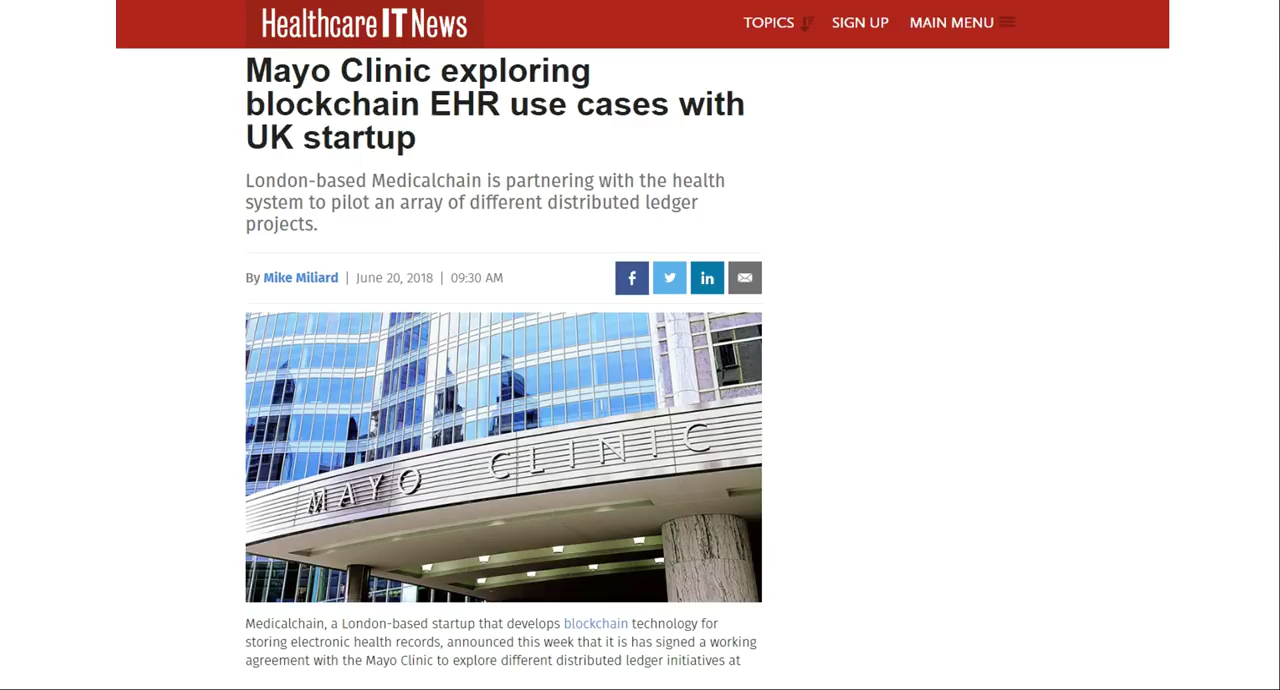 Healthcare IT News
TOPICS SIGN UP MAIN MENU
Mayo Clinic exploring
blockchain EHR use cases with
UK startup
London-based Medicalchain is partnering with the health
system to pilot an array of different distributed ledger
projects.
By Mike Miliard | June 20, 2018 | 09:30 AM
MAYO CLINIC
Medicalchain, a London-based startup that develops blockchain technology for
storing electronic health records, announced this week that it is has signed a working
agreement with the Mayo Clinic to explore different distributed ledger initiatives at